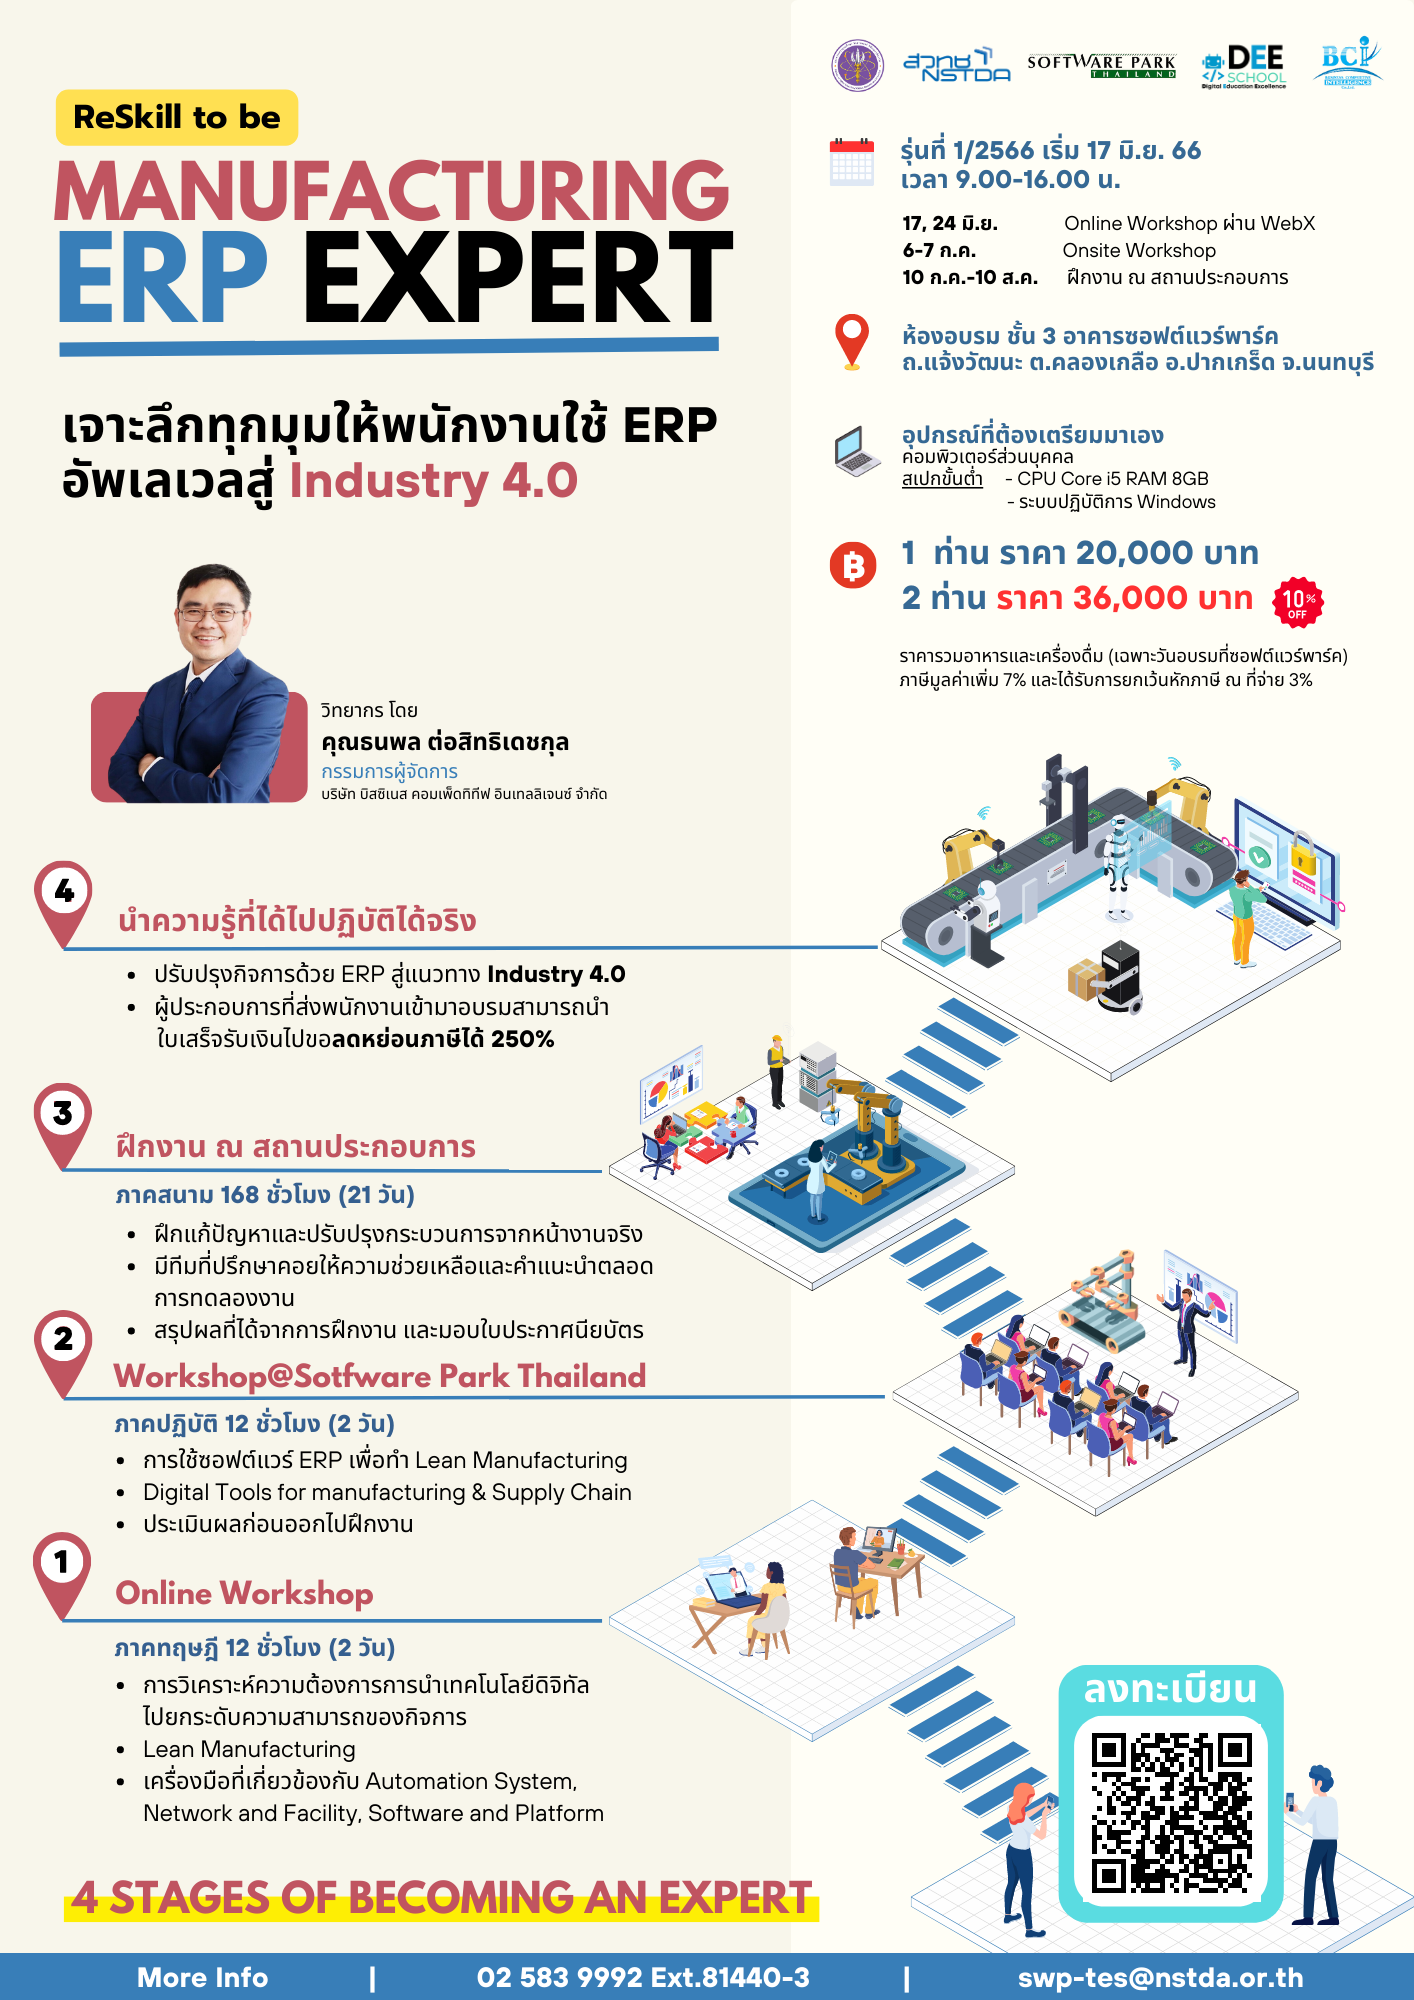 ReSkill to be
MANUFACTURING
ERP EXPERT
เจาะลึกทุกมุมให้พนักงานใช้ ERP
อัพเลเวลสู่ Industry 4.0
วิทยากร โดย
คุณธนพล ต่อสิทธิเดชกุล
กรรมการผู้จัดการ
บริษัท บิสซิเนส คอมเพ็ดทิทีฟ อินเทลลิเจนซ์ จำกัด
สวทช
NSTDA
SOFTWARE PARK
THAILAND
DEE
SCHOOL
Digital Education Excellence
BCI
รุ่นที่ 1/2566 เริ่ม 17 มิ.ย. 66
เวลา 9.00-16.00 น.
17, 24 มิ.ย. Online Workshop ผ่าน WebX
6-7 ก.ค. Onsite Workshop
10 ก.ค.-10 ส.ค. ฝึกงาน ณ สถานประกอบการ
ห้องอบรม ชั้น 3 อาคารซอฟต์แวร์พาร์ค
ถ.แจ้งวัฒนะ ต.คลองเกลือ อ.ปากเกร็ด จ.นนทบุรี
อุปกรณ์ที่ต้องเตรียมมาเอง
คอมพิวเตอร์ส่วนบุคคล
สเปกขั้นต่ำ - CPU Core i5 RAM 8GB
- ระบบปฏิบัติการ Windows
1 ท่าน ราคา 20,000 บาท
2 ท่าน ราคา 36,000 บาท
10%
OFF
ราคารวมอาหารและเครื่องดื่ม (เฉพาะวันอบรมที่ซอฟต์แวร์พาร์ค)
ภาษีมูลค่าเพิ่ม 7% และได้รับการยกเว้นหักภาษี ณ ที่จ่าย 3%
4
นำความรู้ที่ได้ไปปฏิบัติได้จริง
• ปรับปรุงกิจการด้วย ERP สู่แนวทาง Industry 4.0
• ผู้ประกอบการที่ส่งพนักงานเข้ามาอบรมสามารถนำ
ใบเสร็จรับเงินไปขอลดหย่อนภาษีได้ 250%
3
ฝึกงาน ณ สถานประกอบการ
ภาคสนาม 168 ชั่วโมง (21 วัน)
• ฝึกแก้ปัญหาและปรับปรุงกระบวนการจากหน้างานจริง
• มีทีมที่ปรึกษาคอยให้ความช่วยเหลือและคำแนะนำตลอด
การทดลองงาน
• สรุปผลที่ได้จากการฝึกงาน และมอบใบประกาศนียบัตร
2
Workshop@Sotfware Park Thailand
ภาคปฏิบัติ 12 ชั่วโมง (2 วัน)
• การใช้ซอฟต์แวร์ ERP เพื่อทำ Lean Manufacturing
• Digital Tools for manufacturing & Supply Chain
• ประเมินผลก่อนออกไปฝึกงาน
1
Online Workshop
ภาคทฤษฎี 12 ชั่วโมง (2 วัน)
• การวิเคราะห์ความต้องการการนำเทคโนโลยีดิจิทัล
ไปยกระดับความสามารถของกิจการ
• Lean Manufacturing
• เครื่องมือที่เกี่ยวข้องกับ Automation System,
Network and Facility, Software and Platform
ลงทะเบียน
4 STAGES OF BECOMING AN EXPERT
More Info | 02 583 9992 Ext.81440-3 | swp-tes@nstda.or.th